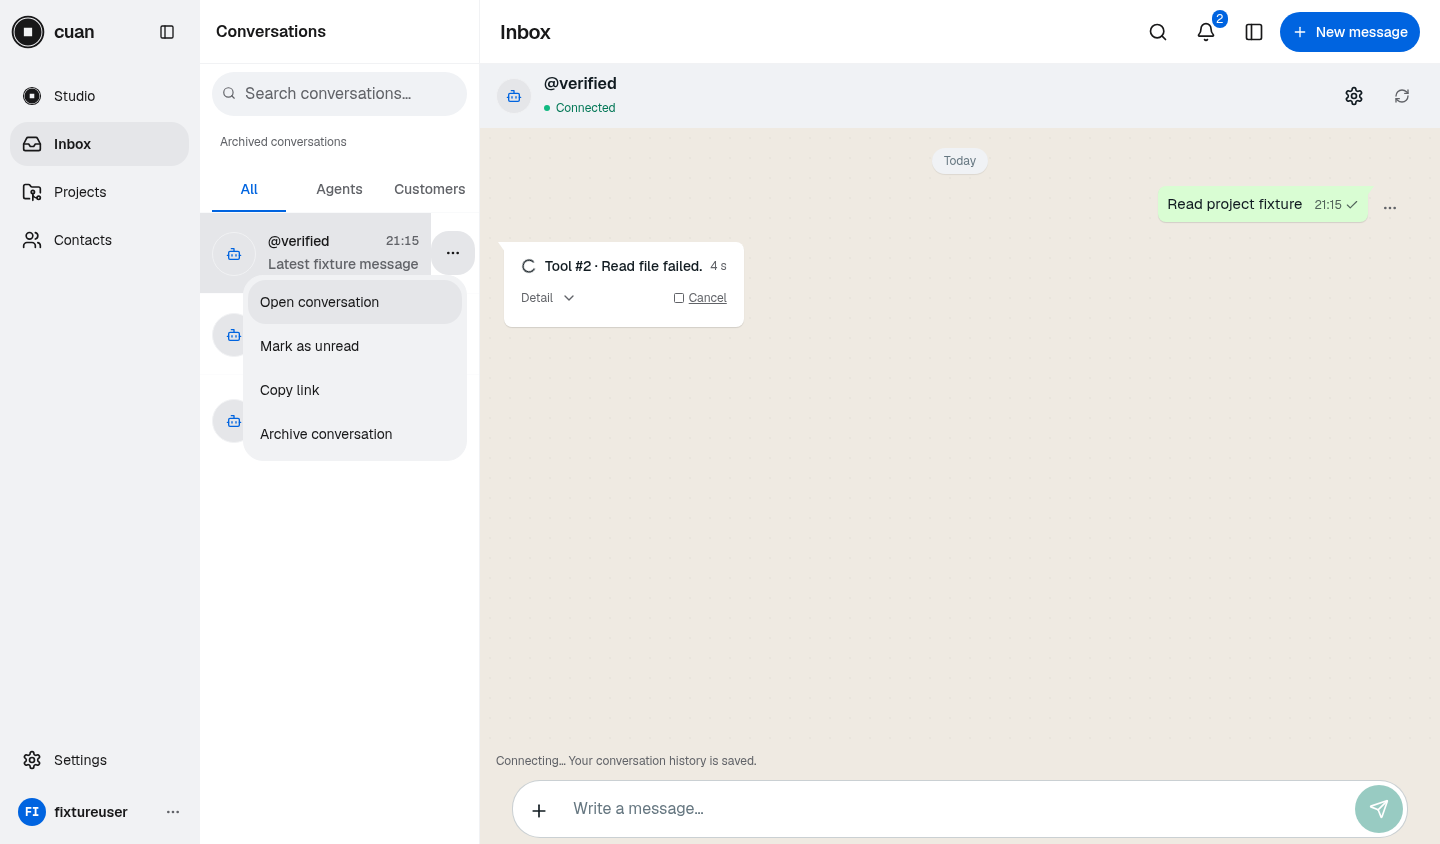 cuan
Studio
Inbox
Projects
Contacts
Settings
FI
fixtureuser
Conversations
Search conversations...
Archived conversations
All
Agents
Customers
@verified
21:15
Latest fixture message
Open conversation
Mark as unread
Copy link
Archive conversation
Inbox
2
New message
@verified
Connected
Today
Read project fixture 21:15
Tool #2 · Read file failed. 4 s
Detail
Cancel
Connecting... Your conversation history is saved.
Write a message...